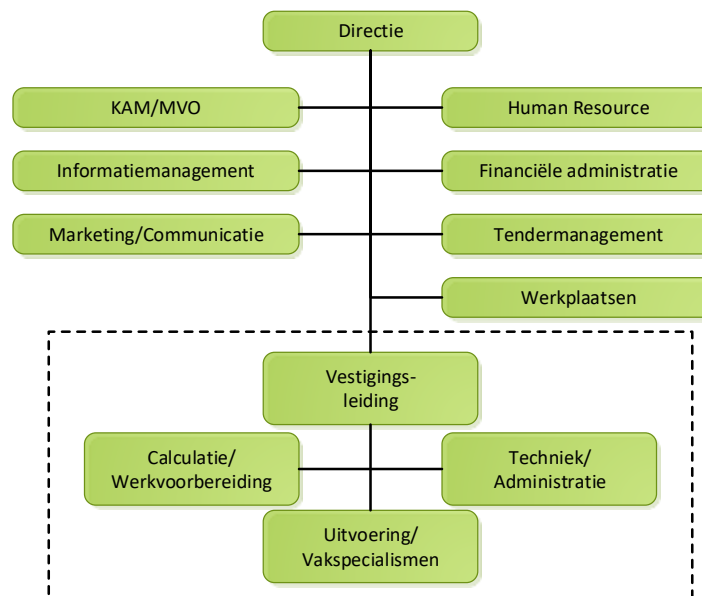 Directie
KAM/MVO
Human Resource
Informatiemanagement
Financiële administratie
Marketing/Communicatie
Tendermanagement
Werkplaatsen
Vestigings-
leiding
Calculatie/
Werkvoorbereiding
Techniek/
Administratie
Uitvoering/
Vakspecialismen